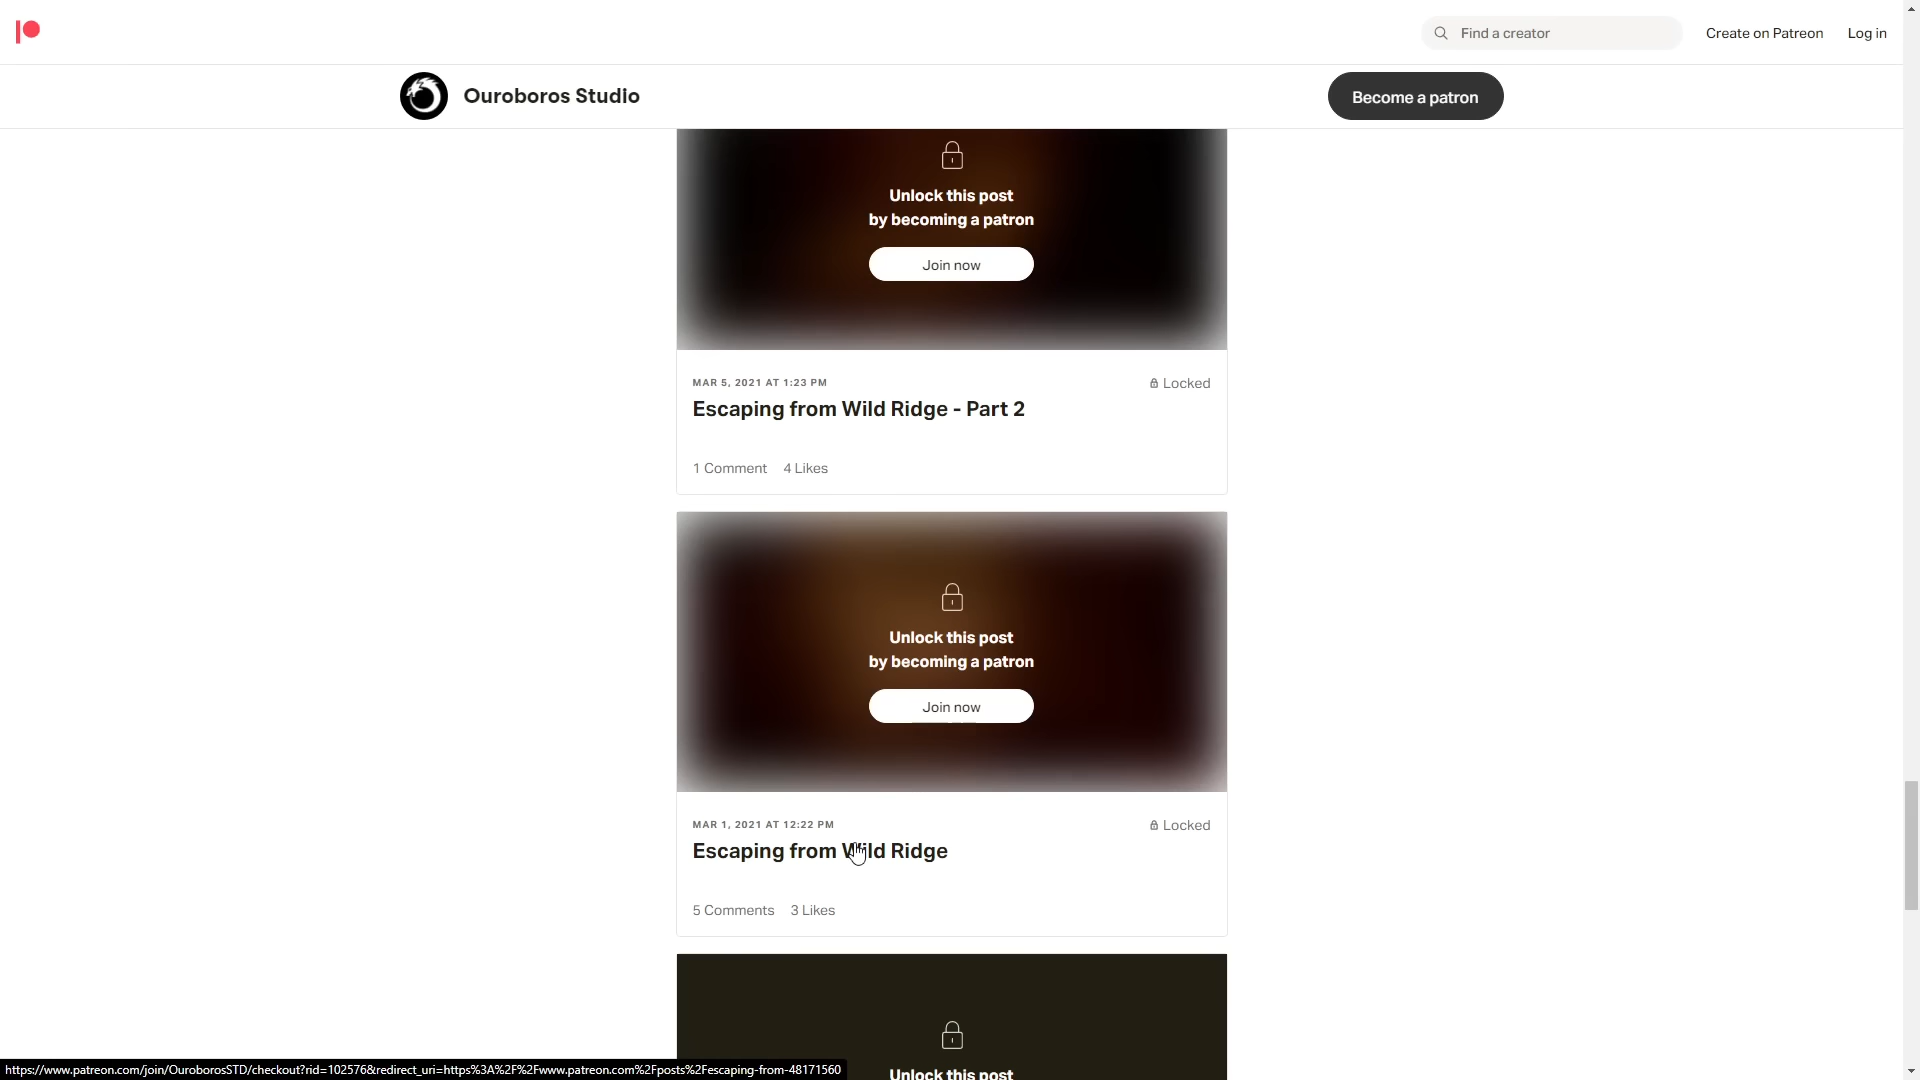 Find a creator
Create on Patreon
Log in
Ouroboros Studio
Become a patron
Unlock this post
by becoming a patron
Join now
MAR 5, 2021 AT 1:23 PM
Locked
Escaping from Wild Ridge - Part 2
1 Comment 4 Likes
Unlock this post
by becoming a patron
Join now
MAR 1, 2021 AT 12:22 PM
Locked
Escaping from Wild Ridge
5 Comments 3 Likes
Unlock this post
https://www.patreon.com/join/OuroborosSTD/checkout?rid=102576&redirect_uri=https%3A%2F%2Fwww.patreon.com%2Fposts%2Fescaping-from-48171560